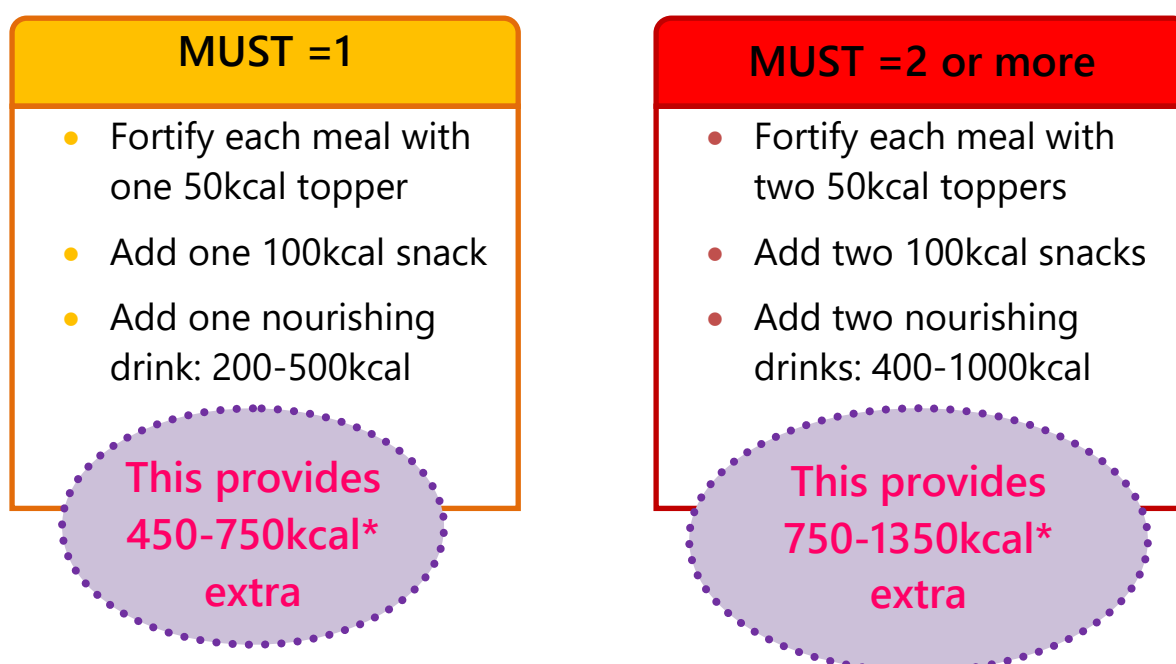 MUST =1
• Fortify each meal with
one 50kcal topper
• Add one 100kcal snack
• Add one nourishing
drink: 200-500kcal
This provides
450-750kcal*
extra
MUST =2 or more
• Fortify each meal with
two 50kcal toppers
• Add two 100kcal snacks
• Add two nourishing
drinks: 400-1000kcal
This provides
750-1350kcal*
extra